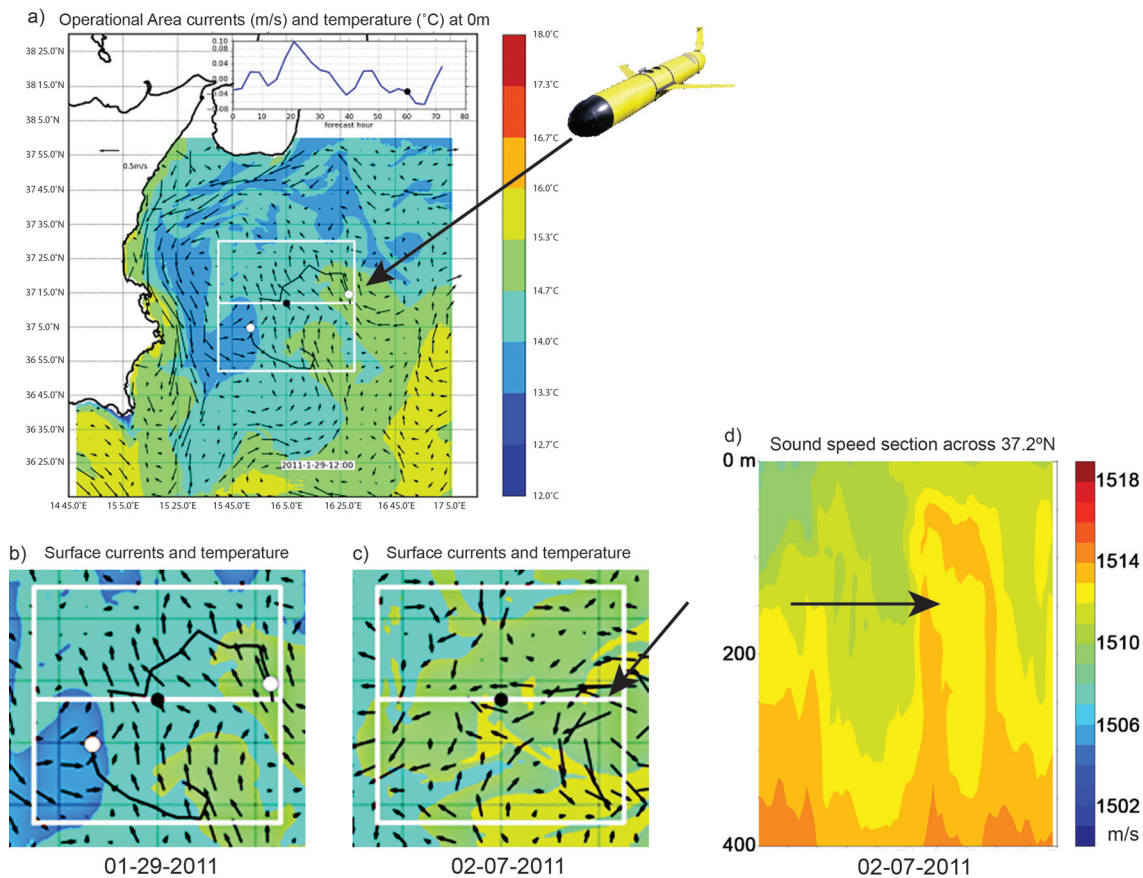 a) Operational Area currents (m/s) and temperature (°C) at 0m
38 25.0°N
38 15.0°N
38 5.0°N
37 55.0°N
37 45.0°N
37 35.0°N
37 25.0°N
37 15.0°N
37 5.0°N
36 55.0°N
36 45.0°N
36 35.0°N
36 25.0°N
0.10
0.08
0.04
0.00
−0.04
−0.08
0 10 20 30 40 50 60 70 80
forecast hour
0.5m/s
2011-1-29-12:00
14 45.0°E 15 5.0°E 15 25.0°E 15 45.0°E 16 5.0°E 16 25.0°E 16 45.0°E 17 5.0°E
18.0°C
17.3°C
16.7°C
16.0°C
15.3°C
14.7°C
14.0°C
13.3°C
12.7°C
12.0°C
b) Surface currents and temperature
01-29-2011
c) Surface currents and temperature
02-07-2011
d) Sound speed section across 37.2ºN
0 m
200
400
1518
1514
1510
1506
1502
m/s
02-07-2011